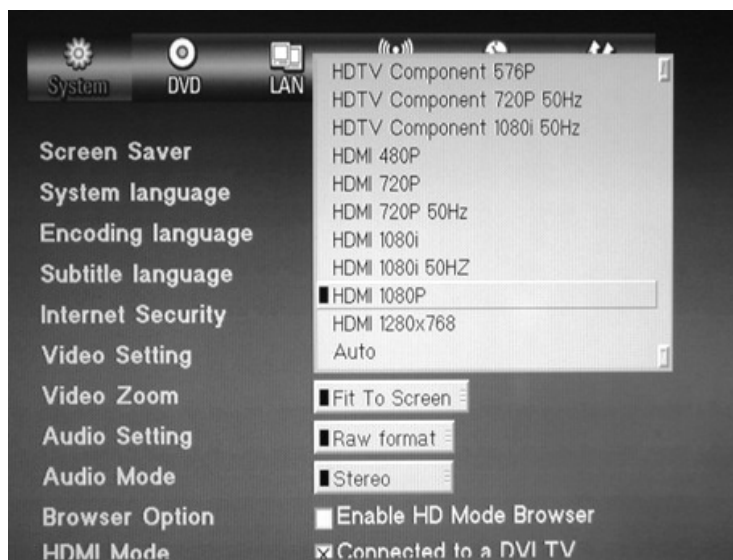 System DVD LAN
HDTV Component 576P
HDTV Component 720P 50Hz
HDTV Component 1080i 50Hz
Screen Saver
HDMI 480P
HDMI 720P
System language
HDMI 720P 50Hz
Encoding language
HDMI 1080i
Subtitle language
HDMI 1080i 50HZ
HDMI 1080P
Internet Security
HDMI 1280x768
Video Setting
Auto
Video Zoom Fit To Screen
Audio Setting Raw format
Audio Mode Stereo
Browser Option Enable HD Mode Browser
HDMI Mode Connected to a DVI TV